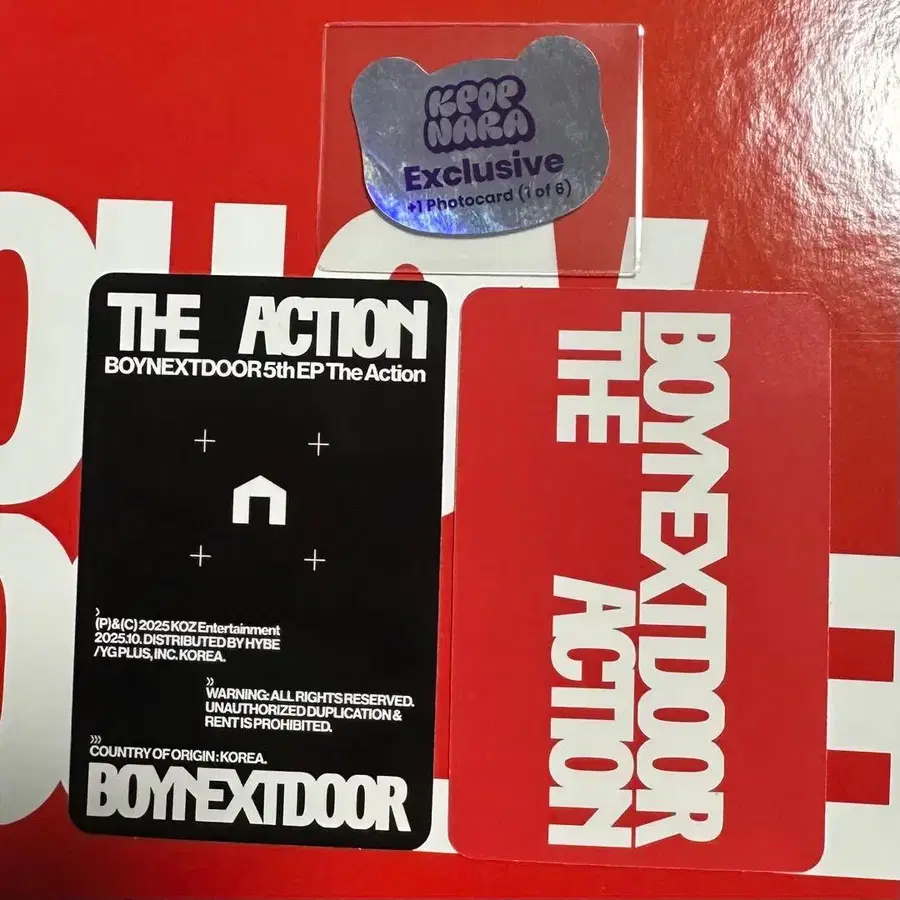 KPOP
NARA
Exclusive
+1 Photocard (1 of 6)
THE ACTION
BOYNEXTDOOR 5th EP The Action
(P)&(C) 2025 KOZ Entertainment
2025.10. DISTRIBUTED BY HYBE
/YG PLUS, INC. KOREA.
WARNING: ALL RIGHTS RESERVED.
UNAUTHORIZED DUPLICATION &
RENT IS PROHIBITED.
COUNTRY OF ORIGIN : KOREA.
BOYNEXTDOOR
BOYNEXTDOOR
THE ACTION